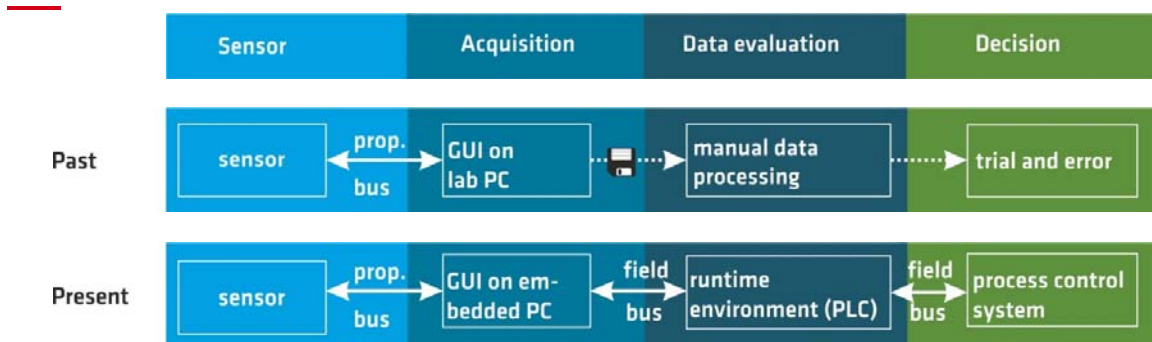 Sensor Acquisition Data evaluation Decision
Past
sensor
prop.
bus
GUI on
lab PC
manual data
processing
trial and error
Present
sensor
prop.
bus
GUI on em-
bedded PC
field
bus
runtime
environment (PLC)
field
bus
process control
system